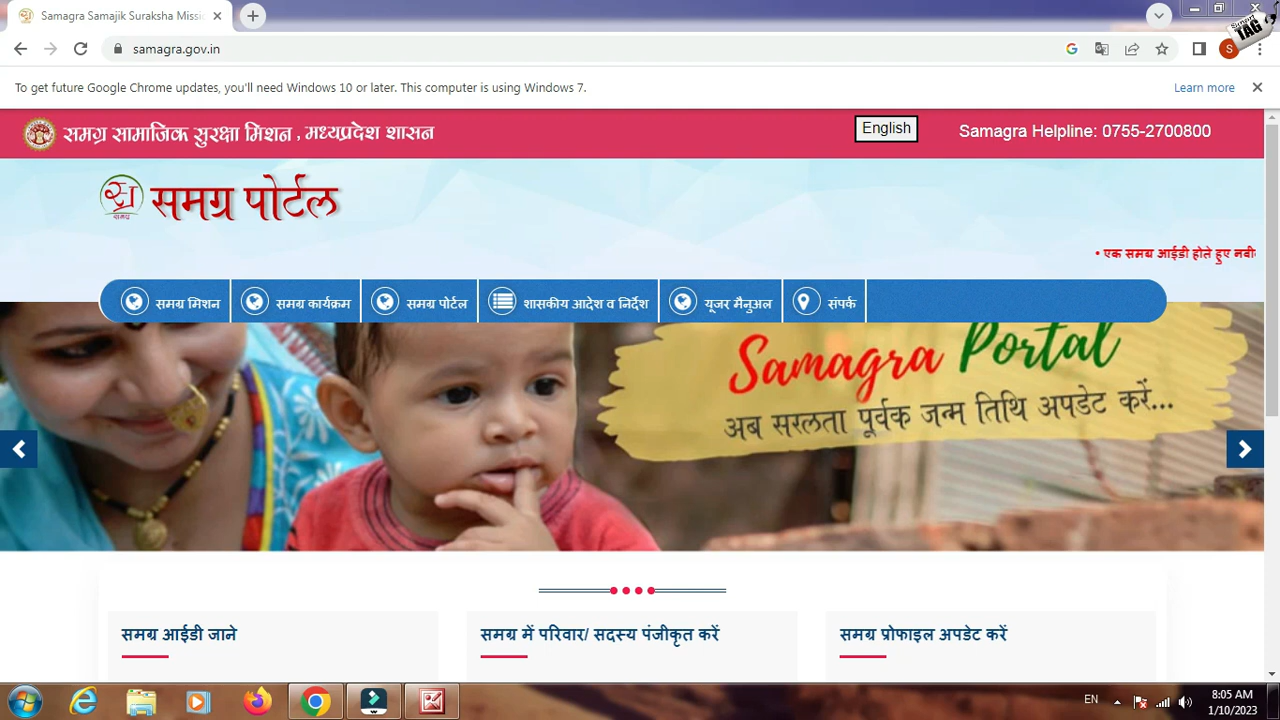 Samagra Samajik Suraksha Missi
samagra.gov.in
S
To get future Google Chrome updates, you'll need Windows 10 or later. This computer is using Windows 7.
Learn more
समग्र सामाजिक सुरक्षा मिशन , मध्यप्रदेश शासन
English
Samagra Helpline: 0755-2700800
TAG
समग्र
समग्र पोर्टल
• एक समग्र आईडी होते हुए
समग्र मिशन
समग्र कार्यक्रम
समग्र पोर्टल
शासकीय आदेश व निर्देश
यूजर मैनुअल
संपर्क
Samagra Portal
अब सरलता पूर्वक जन्म तिथि अपडेट करें...
समग्र आईडी जाने
समग्र में परिवार/ सदस्य पंजीकृत करें
समग्र प्रोफाइल अपडेट करें
EN
8:05 AM
1/10/2023